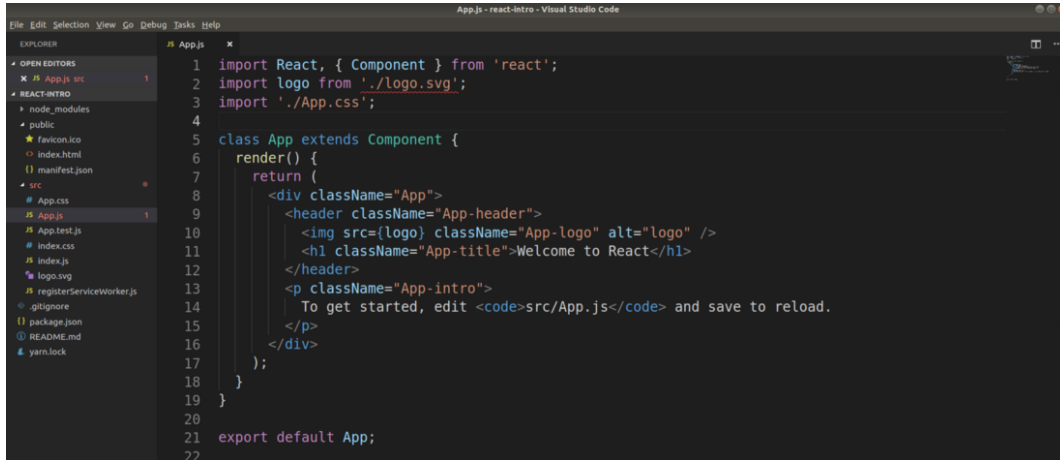 App.js - react-intro - Visual Studio Code
File Edit Selection View Go Debug Tasks Help
EXPLORER
OPEN EDITORS
JS App.js src 1
REACT-INTRO
node_modules
public
favicon.ico
<> index.html
{} manifest.json
src
# App.css
JS App.js 1
JS App.test.js
# index.css
JS index.js
logo.svg
JS registerServiceWorker.js
.gitignore
{} package.json
README.md
yarn.lock
JS App.js
1 import React, { Component } from 'react';
2 import logo from './logo.svg';
3 import './App.css';
4
5 class App extends Component {
6   render() {
7     return (
8       <div className="App">
9         <header className="App-header">
10           <img src={logo} className="App-logo" alt="logo" />
11           <h1 className="App-title">Welcome to React</h1>
12         </header>
13         <p className="App-intro">
14           To get started, edit <code>src/App.js</code> and save to reload.
15         </p>
16       </div>
17     );
18   }
19 }
20
21 export default App;
22